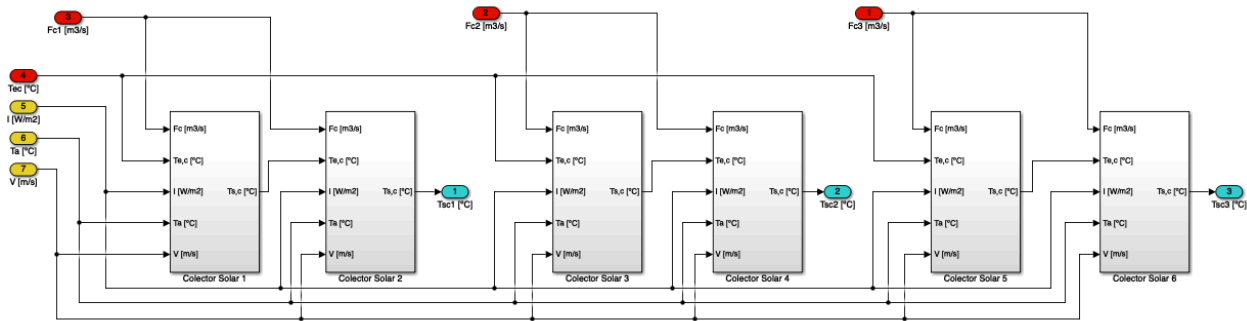 3
Fc1 [m3/s]
2
Fc2 [m3/s]
1
Fc3 [m3/s]
4
Tec [ºC]
5
I [W/m2]
6
Ta [ºC]
7
V [m/s]
Fc [m3/s]
Te,c [ºC]
I [W/m2]
Ts,c [ºC]
Ta [ºC]
V [m/s]
Colector Solar 1
Fc [m3/s]
Te,c [ºC]
I [W/m2]
Ts,c [ºC]
Ta [ºC]
V [m/s]
Colector Solar 2
1
Tsc1 [ºC]
Fc [m3/s]
Te,c [ºC]
I [W/m2]
Ts,c [ºC]
Ta [ºC]
V [m/s]
Colector Solar 3
Fc [m3/s]
Te,c [ºC]
I [W/m2]
Ts,c [ºC]
Ta [ºC]
V [m/s]
Colector Solar 4
2
Tsc2 [ºC]
Fc [m3/s]
Te,c [ºC]
I [W/m2]
Ts,c [ºC]
Ta [ºC]
V [m/s]
Colector Solar 5
Fc [m3/s]
Te,c [ºC]
I [W/m2]
Ts,c [ºC]
Ta [ºC]
V [m/s]
Colector Solar 6
3
Tsc3 [ºC]